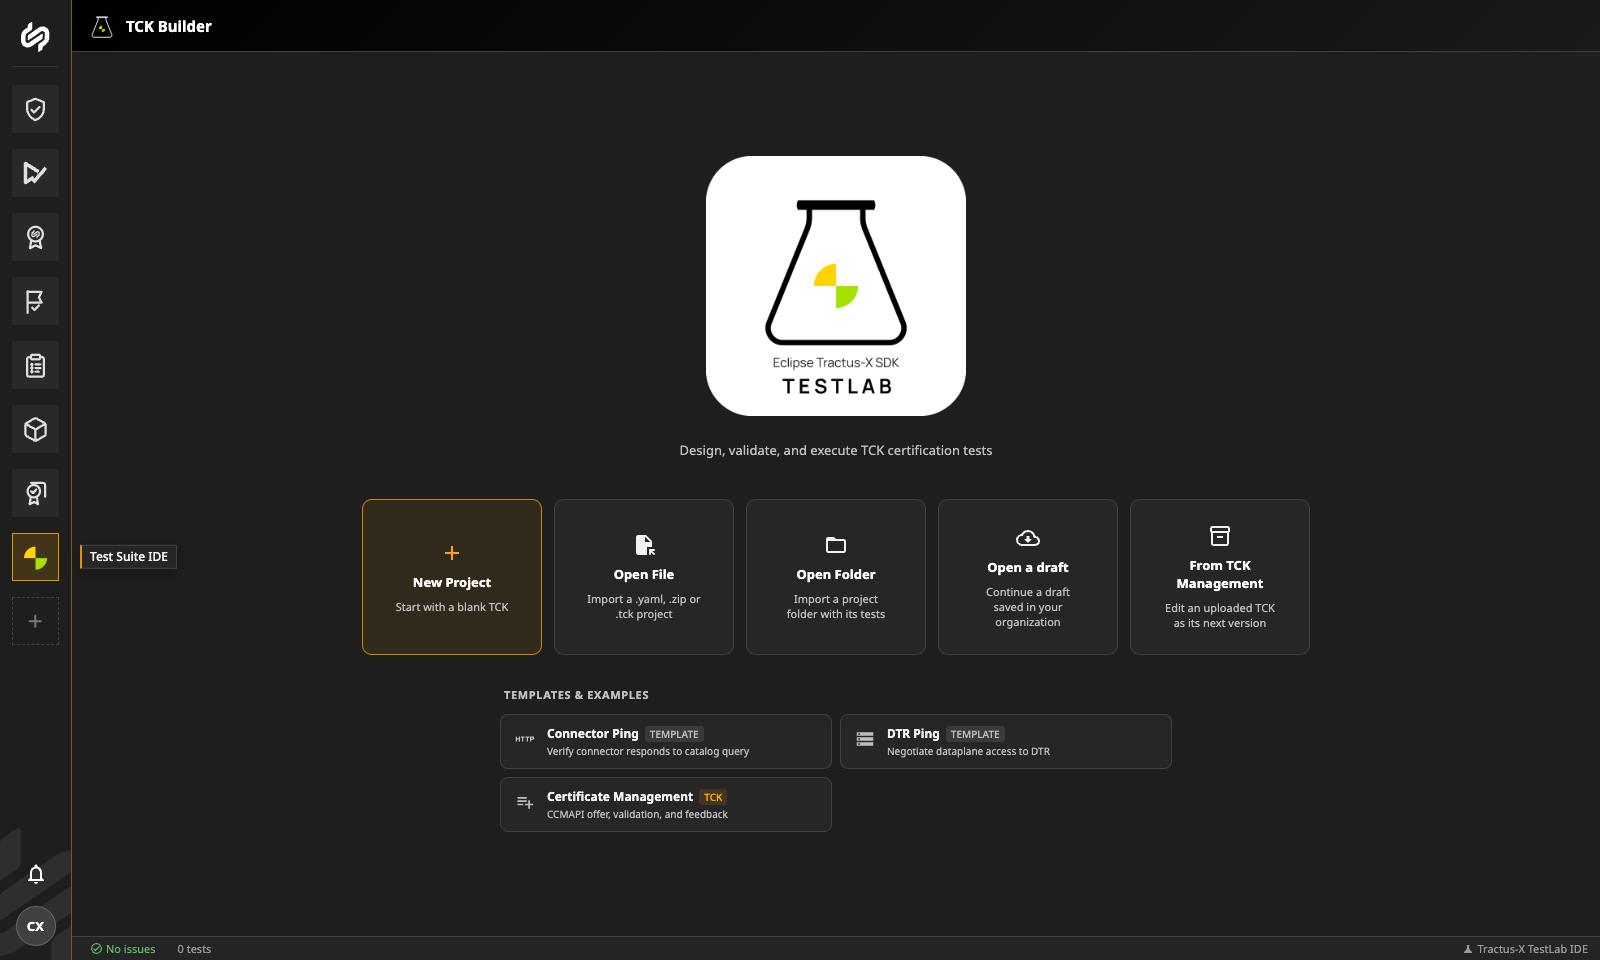 TCK Builder
Eclipse Tractus-X SDK
TESTLAB
Design, validate, and execute TCK certification tests
New Project
Start with a blank TCK
Open File
Import a .yaml, .zip or
.tck project
Open Folder
Import a project
folder with its tests
Open a draft
Continue a draft
saved in your
organization
From TCK
Management
Edit an uploaded TCK
as its next version
Test Suite IDE
TEMPLATES & EXAMPLES
HTTP
Connector Ping TEMPLATE
Verify connector responds to catalog query
DTR Ping TEMPLATE
Negotiate dataplane access to DTR
Certificate Management TCK
CCMAPI offer, validation, and feedback
CX
No issues
0 tests
Tractus-X TestLab IDE